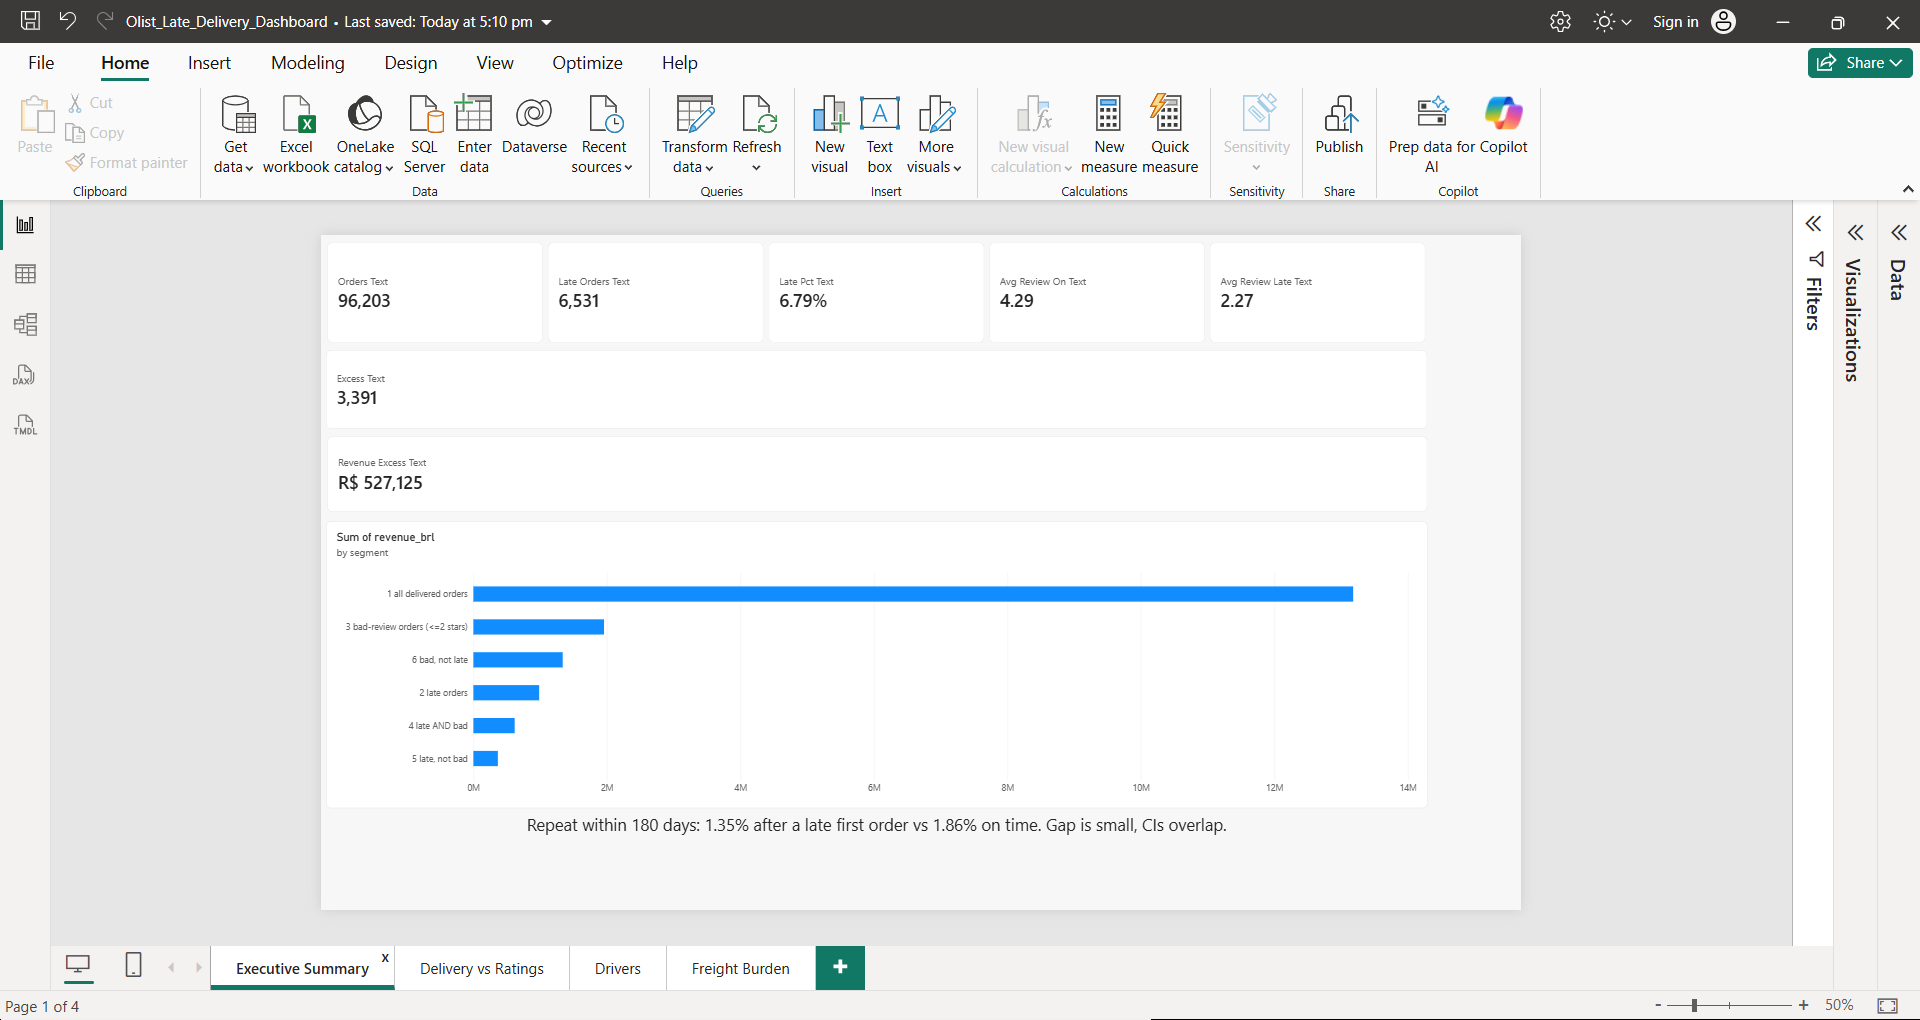 Olist_Late_Delivery_Dashboard • Last saved: Today at 5:10 pm
Sign in
File Home Insert Modeling Design View Optimize Help
Share
Paste
Cut
Copy
Format painter
Clipboard
Get data
Excel workbook
OneLake catalog
SQL Server
Enter data
Dataverse
Recent sources
Data
Transform data
Refresh
Queries
New visual
Text box
More visuals
Insert
New visual calculation
New measure
Quick measure
Calculations
Sensitivity
Sensitivity
Publish
Share
Prep data for AI
Copilot
Copilot
DAX
TMDL
Filters
Visualizations
Data
Orders Text
96,203
Late Orders Text
6,531
Late Pct Text
6.79%
Avg Review On Text
4.29
Avg Review Late Text
2.27
Excess Text
3,391
Revenue Excess Text
R$ 527,125
Sum of revenue_brl
by segment
1 all delivered orders
3 bad-review orders (<=2 stars)
6 bad, not late
2 late orders
4 late AND bad
5 late, not bad
0M 2M 4M 6M 8M 10M 12M 14M
Repeat within 180 days: 1.35% after a late first order vs 1.86% on time. Gap is small, CIs overlap.
Executive Summary x
Delivery vs Ratings
Drivers
Freight Burden
+
Page 1 of 4
- + 50%